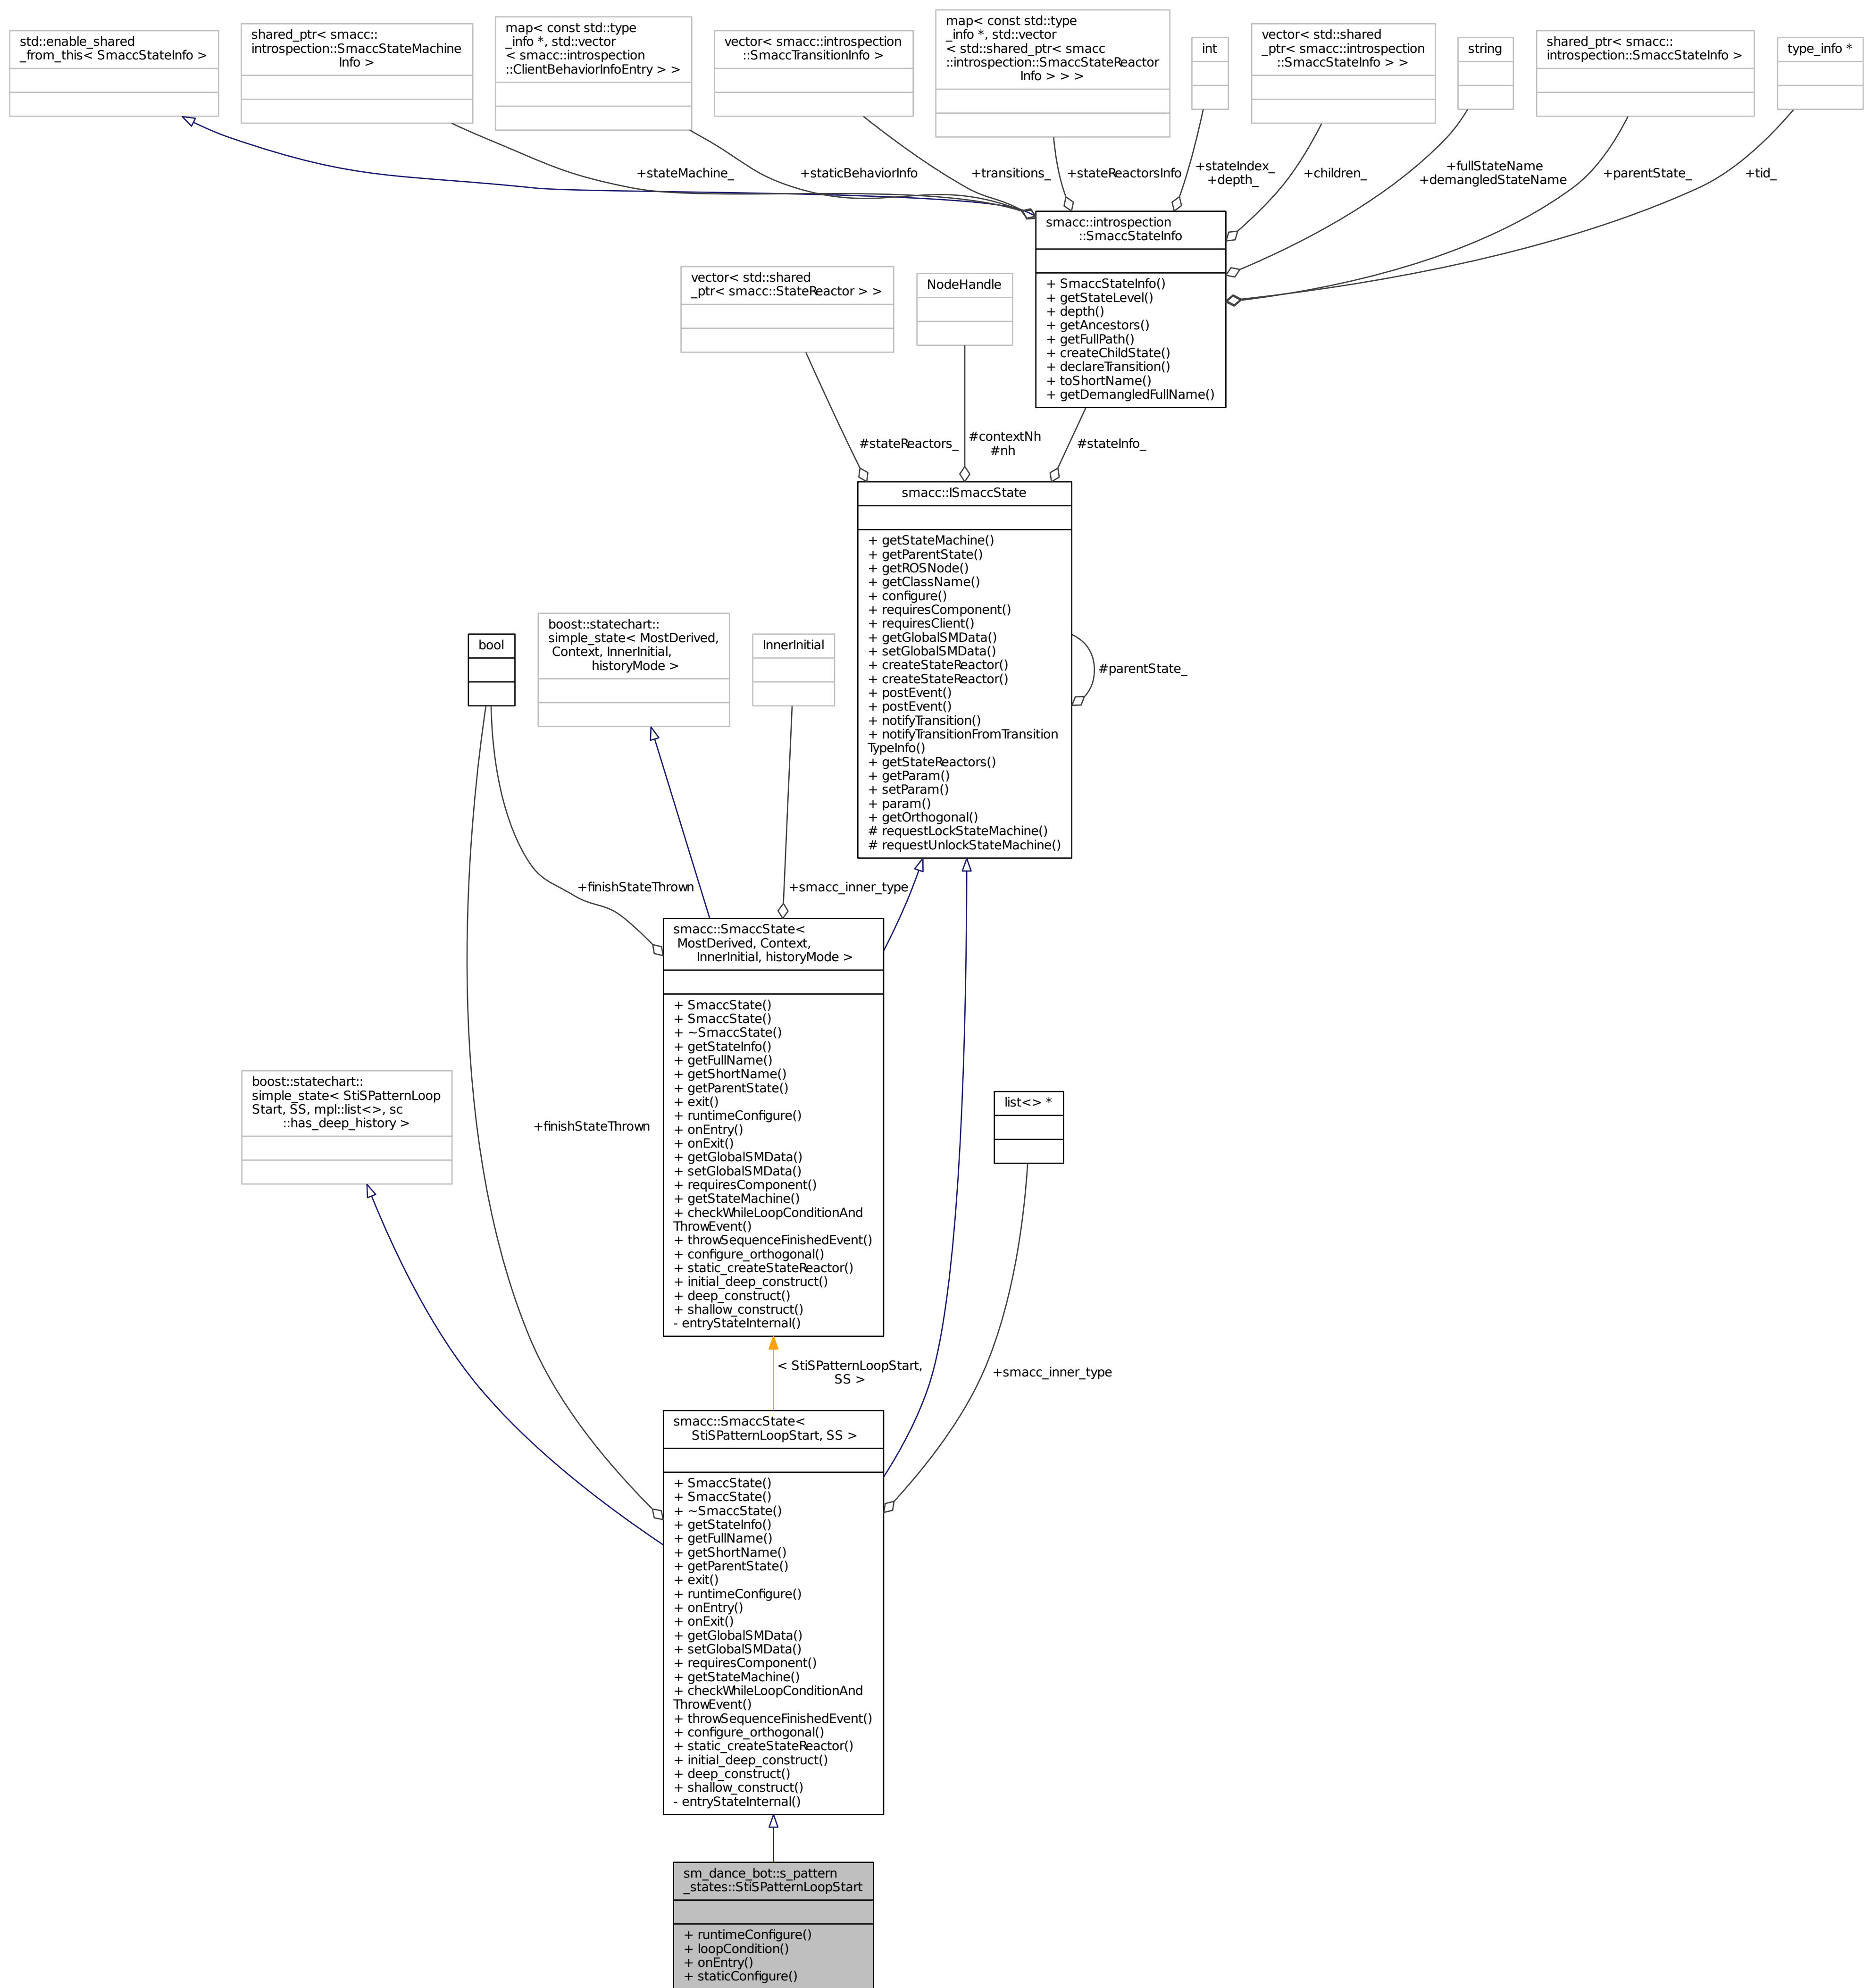 std::enable_shared
_from_this< SmaccStateInfo >
shared_ptr< smacc::
introspection::SmaccStateMachine
Info >
map< const std::type
_info *, std::vector
< smacc::introspection
::ClientBehaviorInfoEntry > >
vector< smacc::introspection
::SmaccTransitionInfo >
map< const std::type
_info *, std::vector
< std::shared_ptr< smacc
::introspection::SmaccStateReactor
Info > > >
int
vector< std::shared
_ptr< smacc::introspection
::SmaccStateInfo > >
string
shared_ptr< smacc::
introspection::SmaccStateInfo >
type_info *
+stateMachine_
+staticBehaviorInfo
+transitions_
+stateReactorsInfo
+stateIndex_
+depth_
+children_
+fullStateName
+demangledStateName
+parentState_
+tid_
smacc::introspection
::SmaccStateInfo
+ SmaccStateInfo()
+ getStateLevel()
+ depth()
+ getAncestors()
+ getFullPath()
+ createChildState()
+ declareTransition()
+ toShortName()
+ getDemangledFullName()
vector< std::shared
_ptr< smacc::StateReactor > >
NodeHandle
#stateReactors_
#contextNh
#nh
#stateInfo_
smacc::ISmaccState
+ getStateMachine()
+ getParentState()
+ getROSNode()
+ getClassName()
+ configure()
+ requiresComponent()
+ requiresClient()
+ getGlobalSMData()
+ setGlobalSMData()
+ createStateReactor()
+ createStateReactor()
+ postEvent()
+ postEvent()
+ notifyTransition()
+ notifyTransitionFromTransition
TypeInfo()
+ getStateReactors()
+ getParam()
+ setParam()
+ param()
+ getOrthogonal()
# requestLockStateMachine()
# requestUnlockStateMachine()
#parentState_
bool
boost::statechart::
simple_state< MostDerived,
Context, InnerInitial,
historyMode >
InnerInitial
+finishStateThrown
+smacc_inner_type
smacc::SmaccState<
MostDerived, Context,
InnerInitial, historyMode >
+ SmaccState()
+ SmaccState()
+ ~SmaccState()
+ getStateInfo()
+ getFullName()
+ getShortName()
+ getParentState()
+ exit()
+ runtimeConfigure()
+ onEntry()
+ onExit()
+ getGlobalSMData()
+ setGlobalSMData()
+ requiresComponent()
+ getStateMachine()
+ checkWhileLoopConditionAnd
ThrowEvent()
+ throwSequenceFinishedEvent()
+ configure_orthogonal()
+ static_createStateReactor()
+ initial_deep_construct()
+ deep_construct()
+ shallow_construct()
- entryStateInternal()
boost::statechart::
simple_state< StiSPatternLoop
Start, SS, mpl::list<>, sc
::has_deep_history >
+finishStateThrown
list<> *
< StiSPatternLoopStart,
SS >
+smacc_inner_type
smacc::SmaccState<
StiSPatternLoopStart, SS >
+ SmaccState()
+ SmaccState()
+ ~SmaccState()
+ getStateInfo()
+ getFullName()
+ getShortName()
+ getParentState()
+ exit()
+ runtimeConfigure()
+ onEntry()
+ onExit()
+ getGlobalSMData()
+ setGlobalSMData()
+ requiresComponent()
+ getStateMachine()
+ checkWhileLoopConditionAnd
ThrowEvent()
+ throwSequenceFinishedEvent()
+ configure_orthogonal()
+ static_createStateReactor()
+ initial_deep_construct()
+ deep_construct()
+ shallow_construct()
- entryStateInternal()
sm_dance_bot::s_pattern
_states::StiSPatternLoopStart
+ runtimeConfigure()
+ loopCondition()
+ onEntry()
+ staticConfigure()